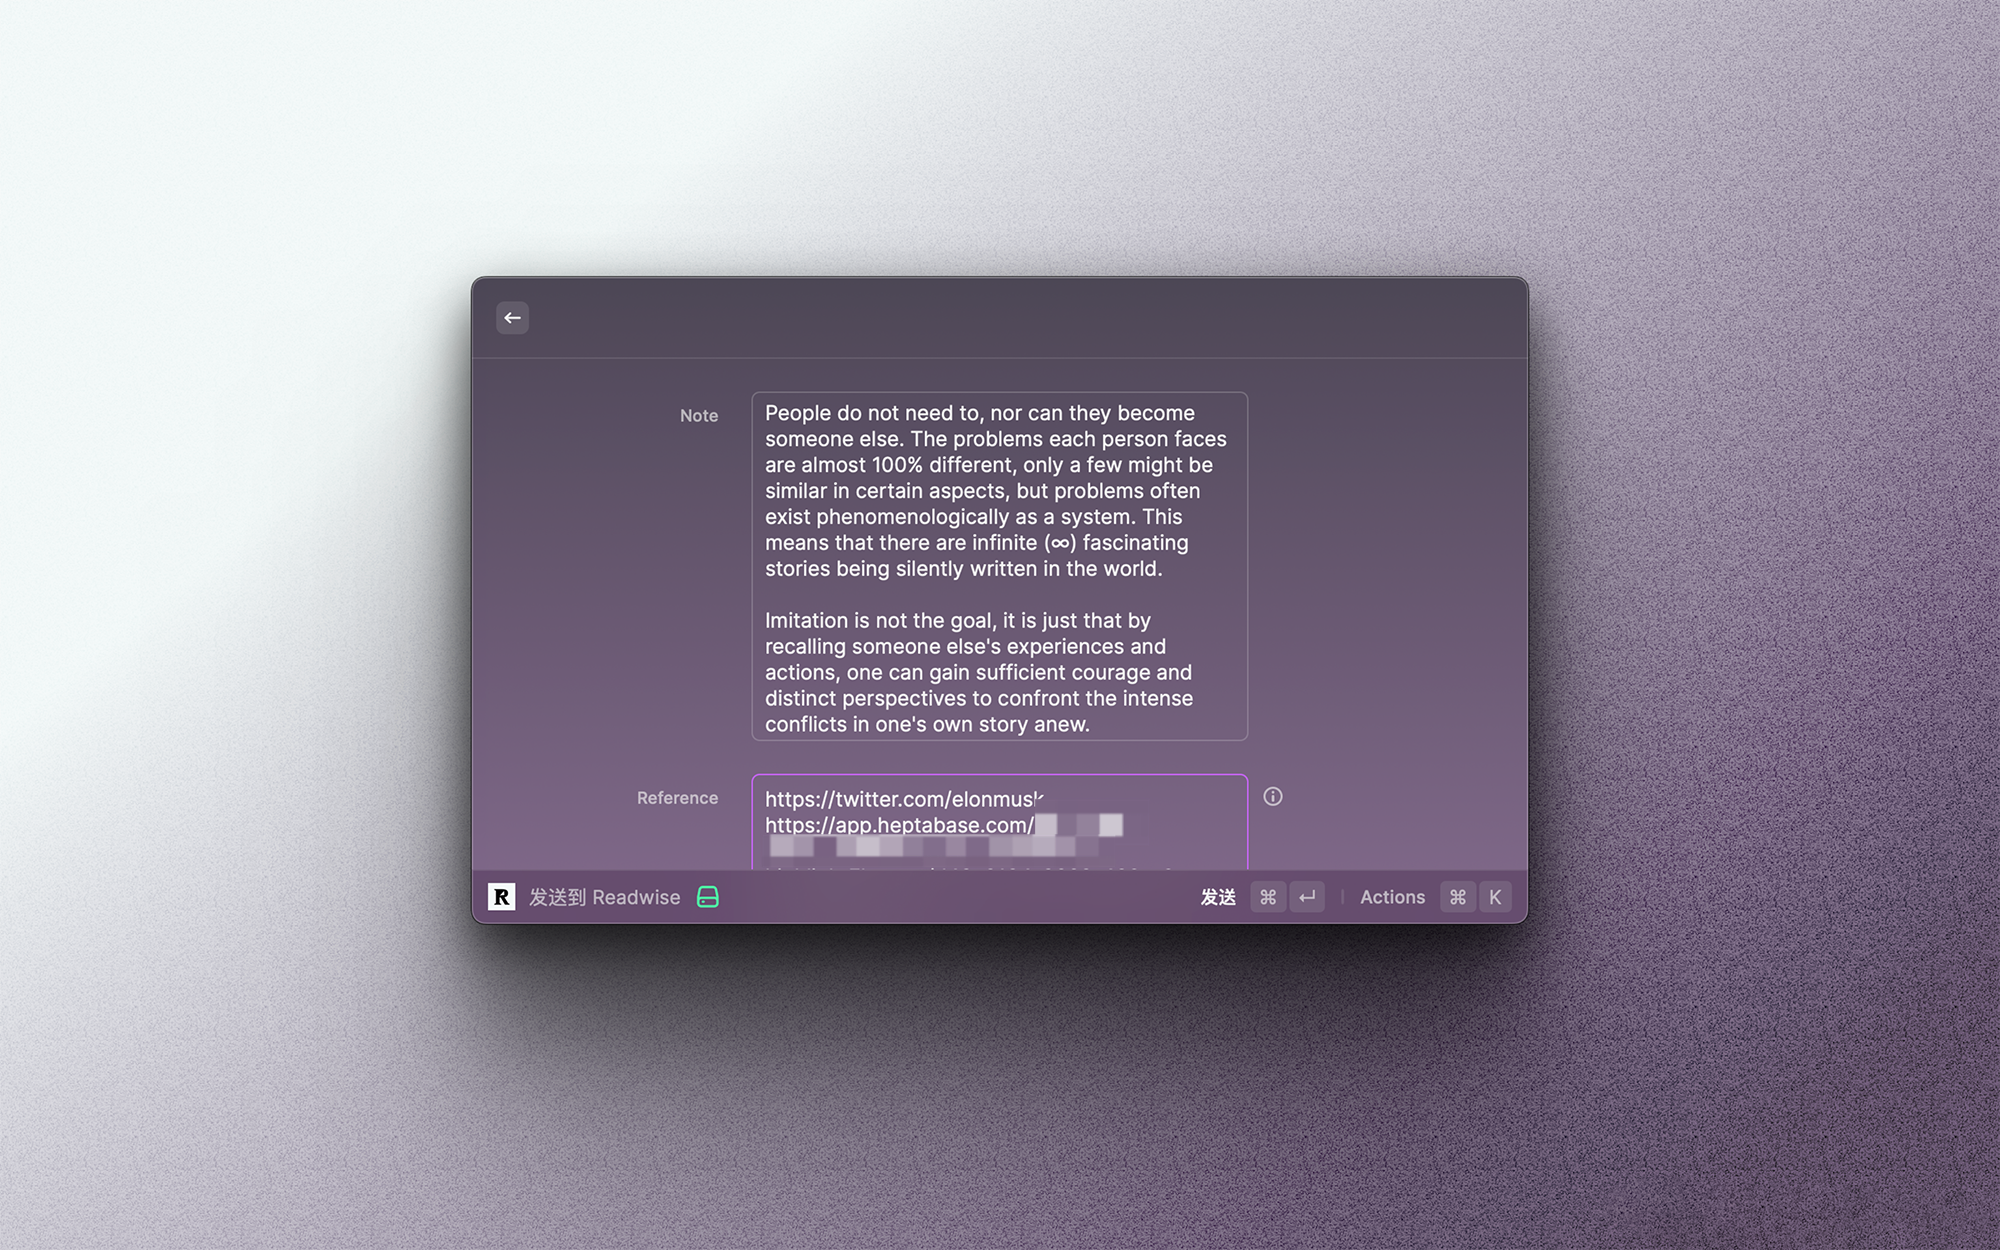 Note
People do not need to, nor can they become
someone else. The problems each person faces
are almost 100% different, only a few might be
similar in certain aspects, but problems often
exist phenomenologically as a system. This
means that there are infinite (∞) fascinating
stories being silently written in the world.
Imitation is not the goal, it is just that by
recalling someone else's experiences and
actions, one can gain sufficient courage and
distinct perspectives to confront the intense
conflicts in one's own story anew.
Reference
https://twitter.com/elonmusk
https://app.heptabase.com/
R 发送到 Readwise
发送 ⌘ ↵ | Actions ⌘ K